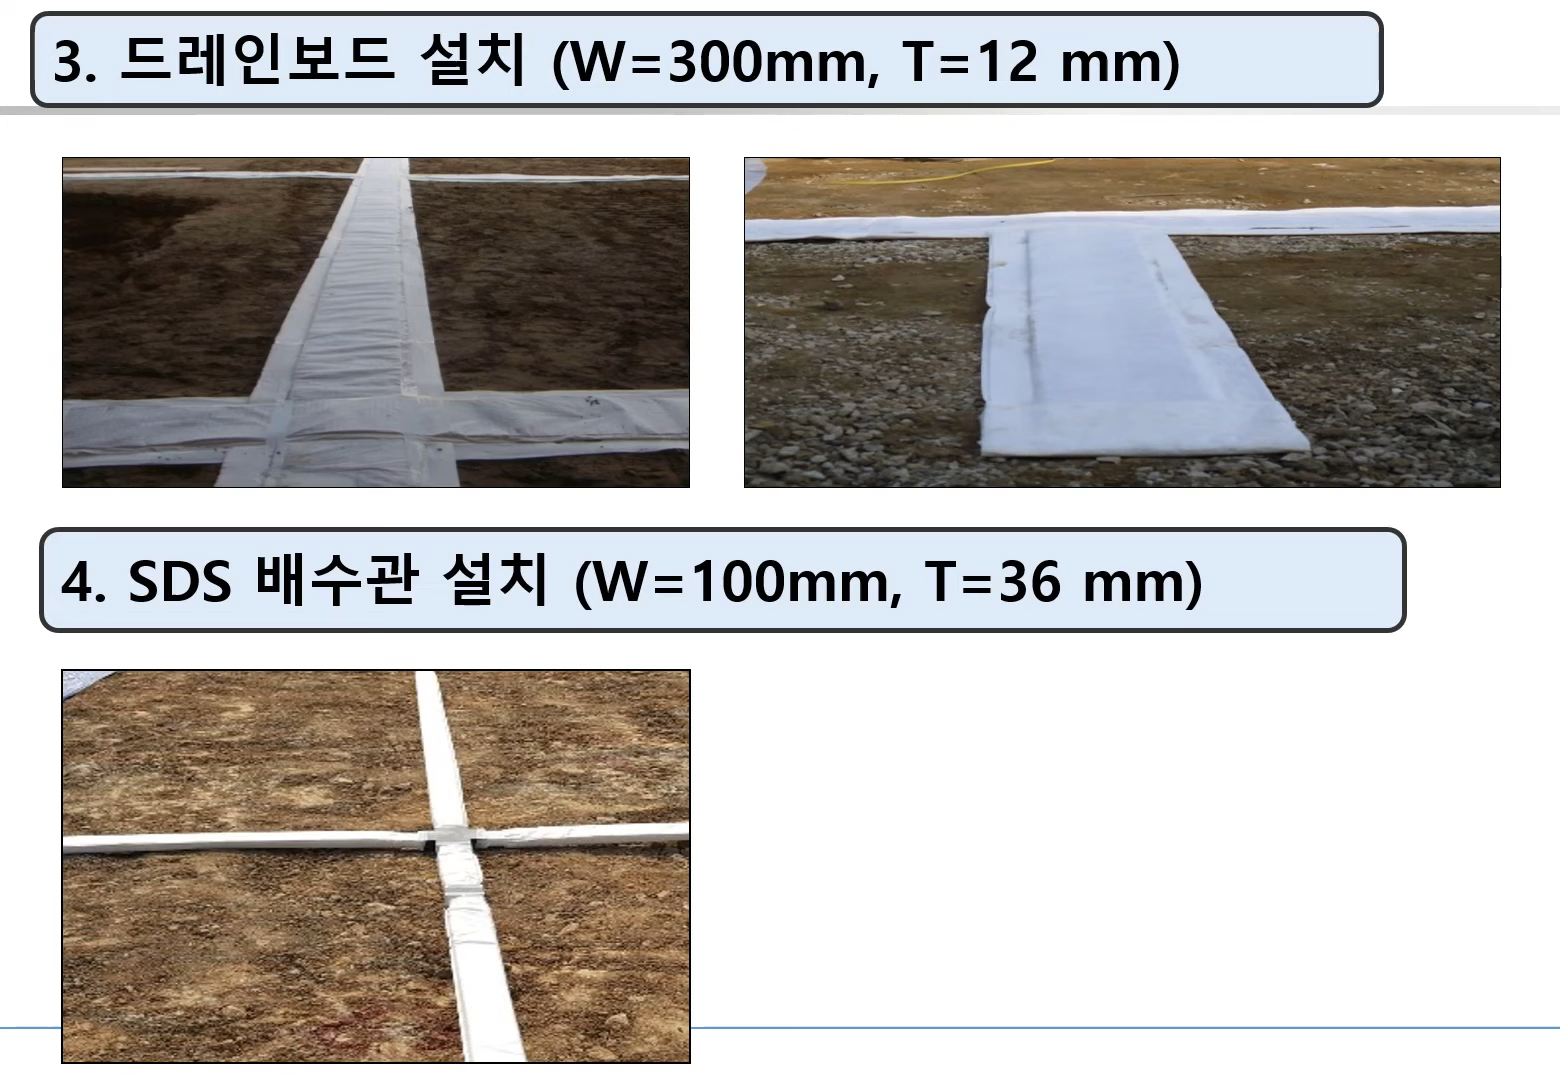 3. 드레인보드 설치 (W=300mm, T=12 mm)
4. SDS 배수관 설치 (W=100mm, T=36 mm)